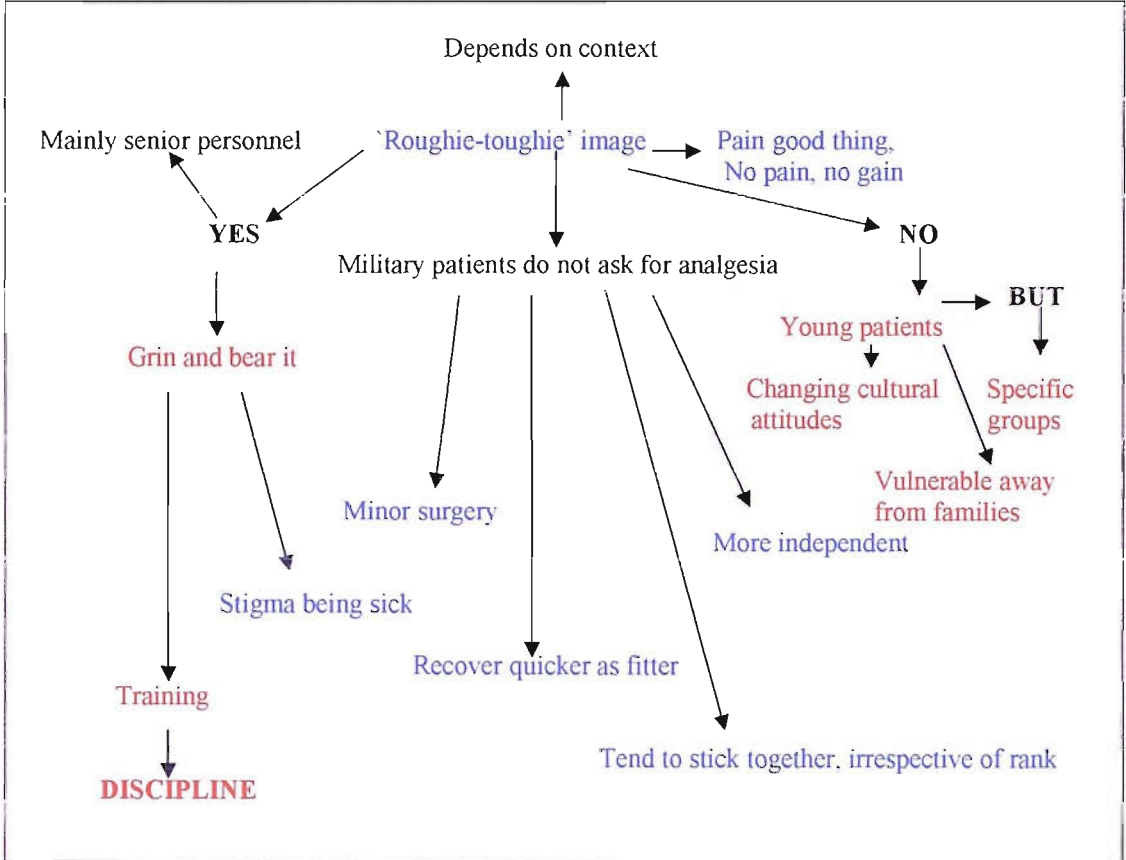 Depends on context
Mainly senior personnel
`Roughie-toughie' image
Pain good thing,
No pain, no gain
YES
NO
Military patients do not ask for analgesia
BUT
Young patients
Grin and bear it
Changing cultural
attitudes
Specific
groups
Vulnerable away
from families
Minor surgery
More independent
Stigma being sick
Recover quicker as fitter
Training
Tend to stick together, irrespective of rank
DISCIPLINE